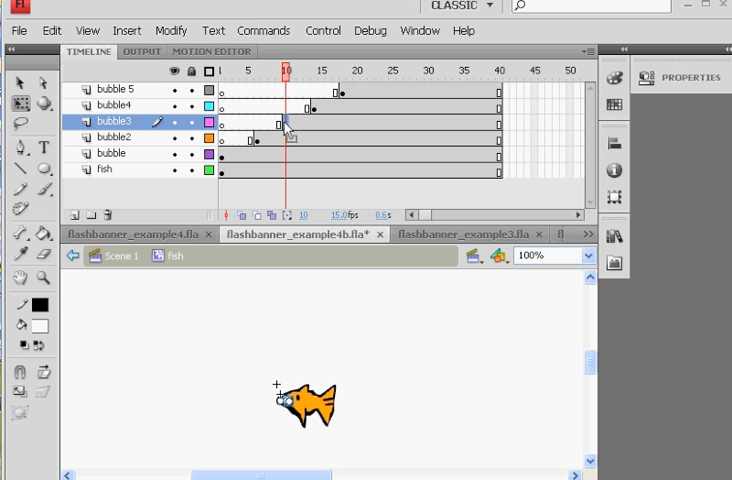 Fl
CLASSIC
File Edit View Insert Modify Text Commands Control Debug Window Help
TIMELINE OUTPUT MOTION EDITOR
1 5 10 15 20 25 30 35 40 45 50
PROPERTIES
bubble 5
bubble4
bubble3
bubble2
bubble
fish
10 15.0fps 0.6s
flashbanner_example4.fla × flashbanner_example4b.fla* × flashbanner_example3.fla × fl
Scene 1 fish 100%
T